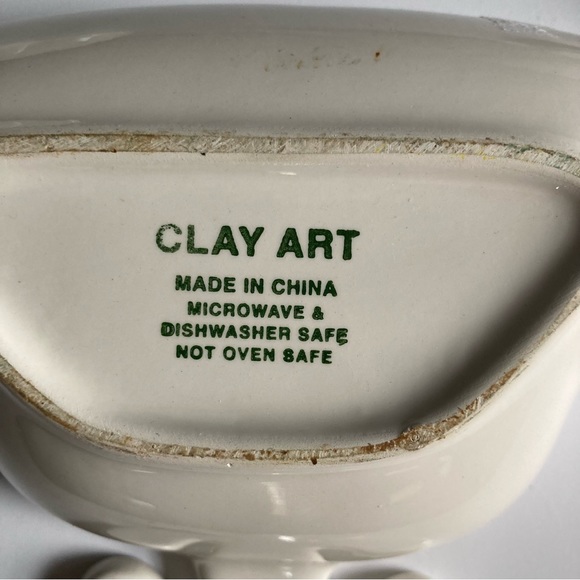 CLAY ART
MADE IN CHINA
MICROWAVE &
DISHWASHER SAFE
NOT OVEN SAFE